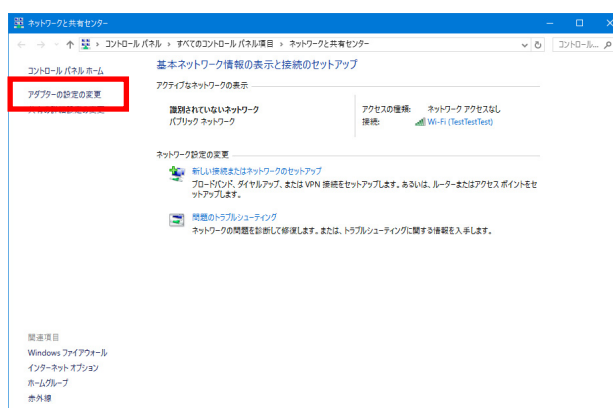 ネットワークと共有センター
コントロール パネル › すべてのコントロール パネル項目 › ネットワークと共有センター
コントロール...
コントロール パネル ホーム
アダプターの設定の変更
基本ネットワーク情報の表示と接続のセットアップ
アクティブなネットワークの表示
識別されていないネットワーク
パブリック ネットワーク
アクセスの種類: ネットワーク アクセスなし
接続: Wi-Fi (TestTestTest)
ネットワーク設定の変更
新しい接続またはネットワークのセットアップ
ブロードバンド、ダイヤルアップ、または VPN 接続をセットアップします。あるいは、ルーターまたはアクセス ポイントをセ
ットアップします。
問題のトラブルシューティング
ネットワークの問題を診断して修復します。または、トラブルシューティングに関する情報を入手します。
関連項目
Windows ファイアウォール
インターネット オプション
ホームグループ
赤外線